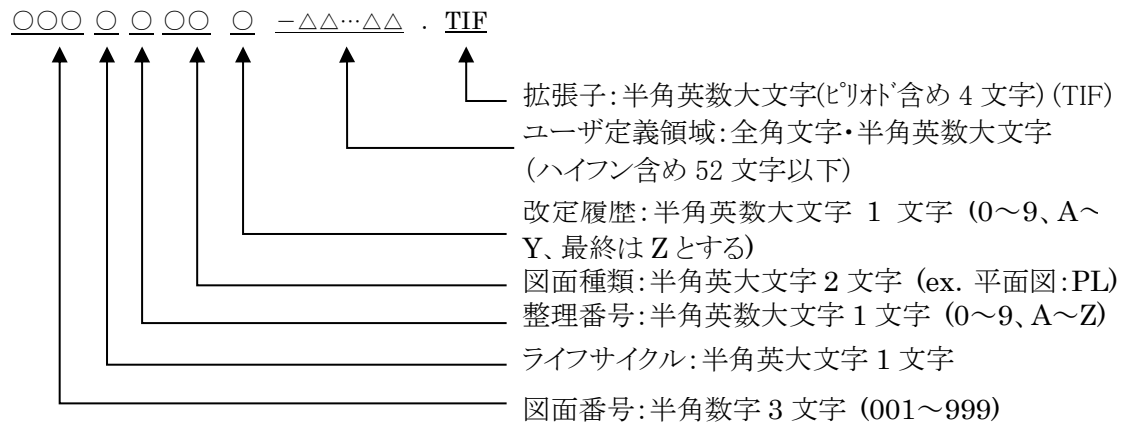 ○○○ ○ ○ ○○ ○ －△△…△△ . TIF
拡張子：半角英数大文字(ﾋﾟﾘｵﾄﾞ含め 4 文字) (TIF)
ユーザ定義領域：全角文字・半角英数大文字
（ハイフン含め 52 文字以下）
改定履歴：半角英数大文字 1 文字 (0～9、A～
Y、最終は Z とする)
図面種類：半角英大文字 2 文字 (ex. 平面図：PL)
整理番号：半角英数大文字 1 文字 (0～9、A～Z)
ライフサイクル：半角英大文字 1 文字
図面番号：半角数字 3 文字 (001～999)